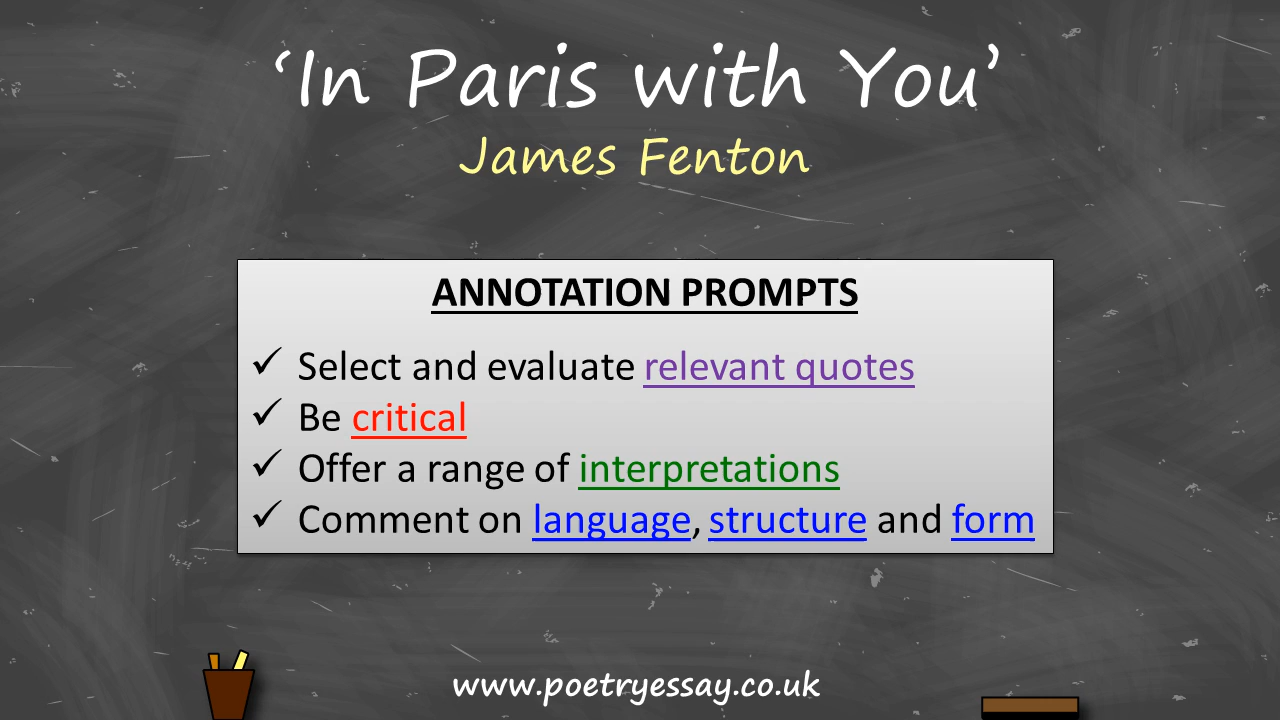 ‘In Paris with You’
James Fenton
ANNOTATION PROMPTS
✓ Select and evaluate relevant quotes
✓ Be critical
✓ Offer a range of interpretations
✓ Comment on language, structure and form
www.poetryessay.co.uk